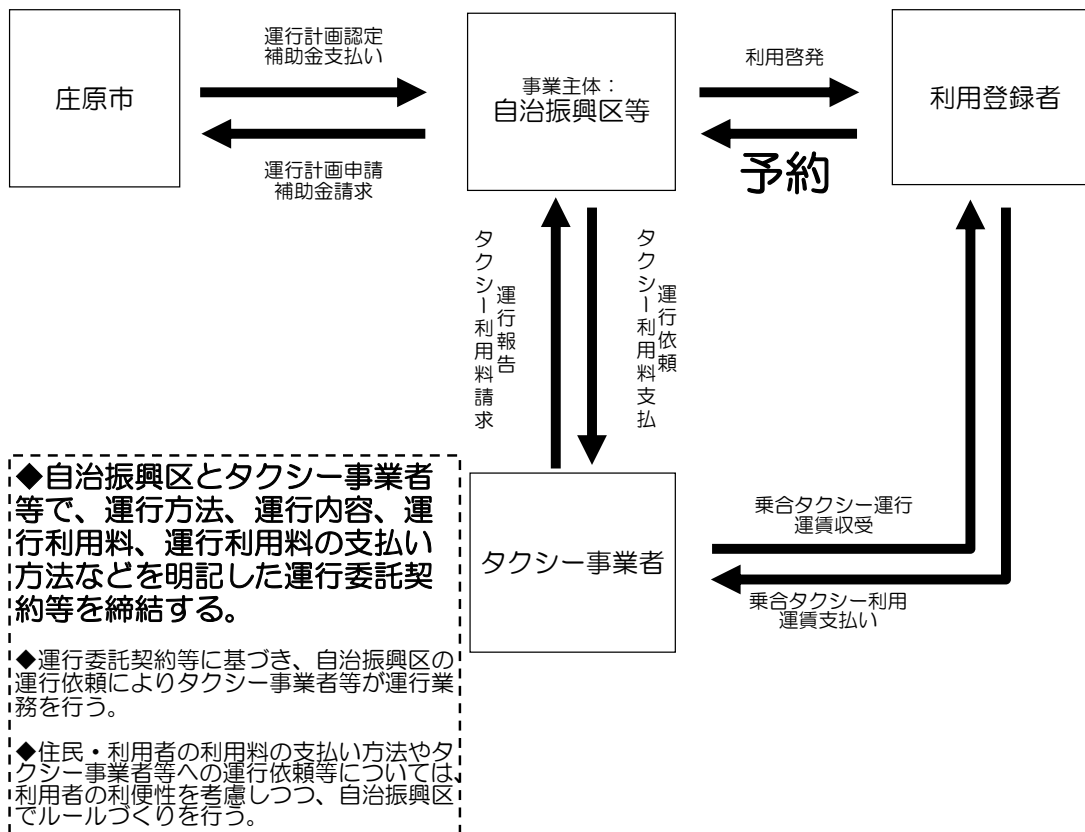 運行計画認定
補助金支払い
庄原市
事業主体：
自治振興区等
利用啓発
利用登録者
運行計画申請
補助金請求
予約
タクシー利用料請求
運行報告
運行依頼
タクシー利用料支払
◆自治振興区とタクシー事業者
等で、運行方法、運行内容、運
行利用料、運行利用料の支払い
方法などを明記した運行委託契
約等を締結する。
◆運行委託契約等に基づき、自治振興区の
運行依頼によりタクシー事業者等が運行業
務を行う。
◆住民・利用者の利用料の支払い方法やタ
クシー事業者等への運行依頼等については、
利用者の利便性を考慮しつつ、自治振興区
でルールづくりを行う。
タクシー事業者
乗合タクシー運行
運賃収受
乗合タクシー利用
運賃支払い